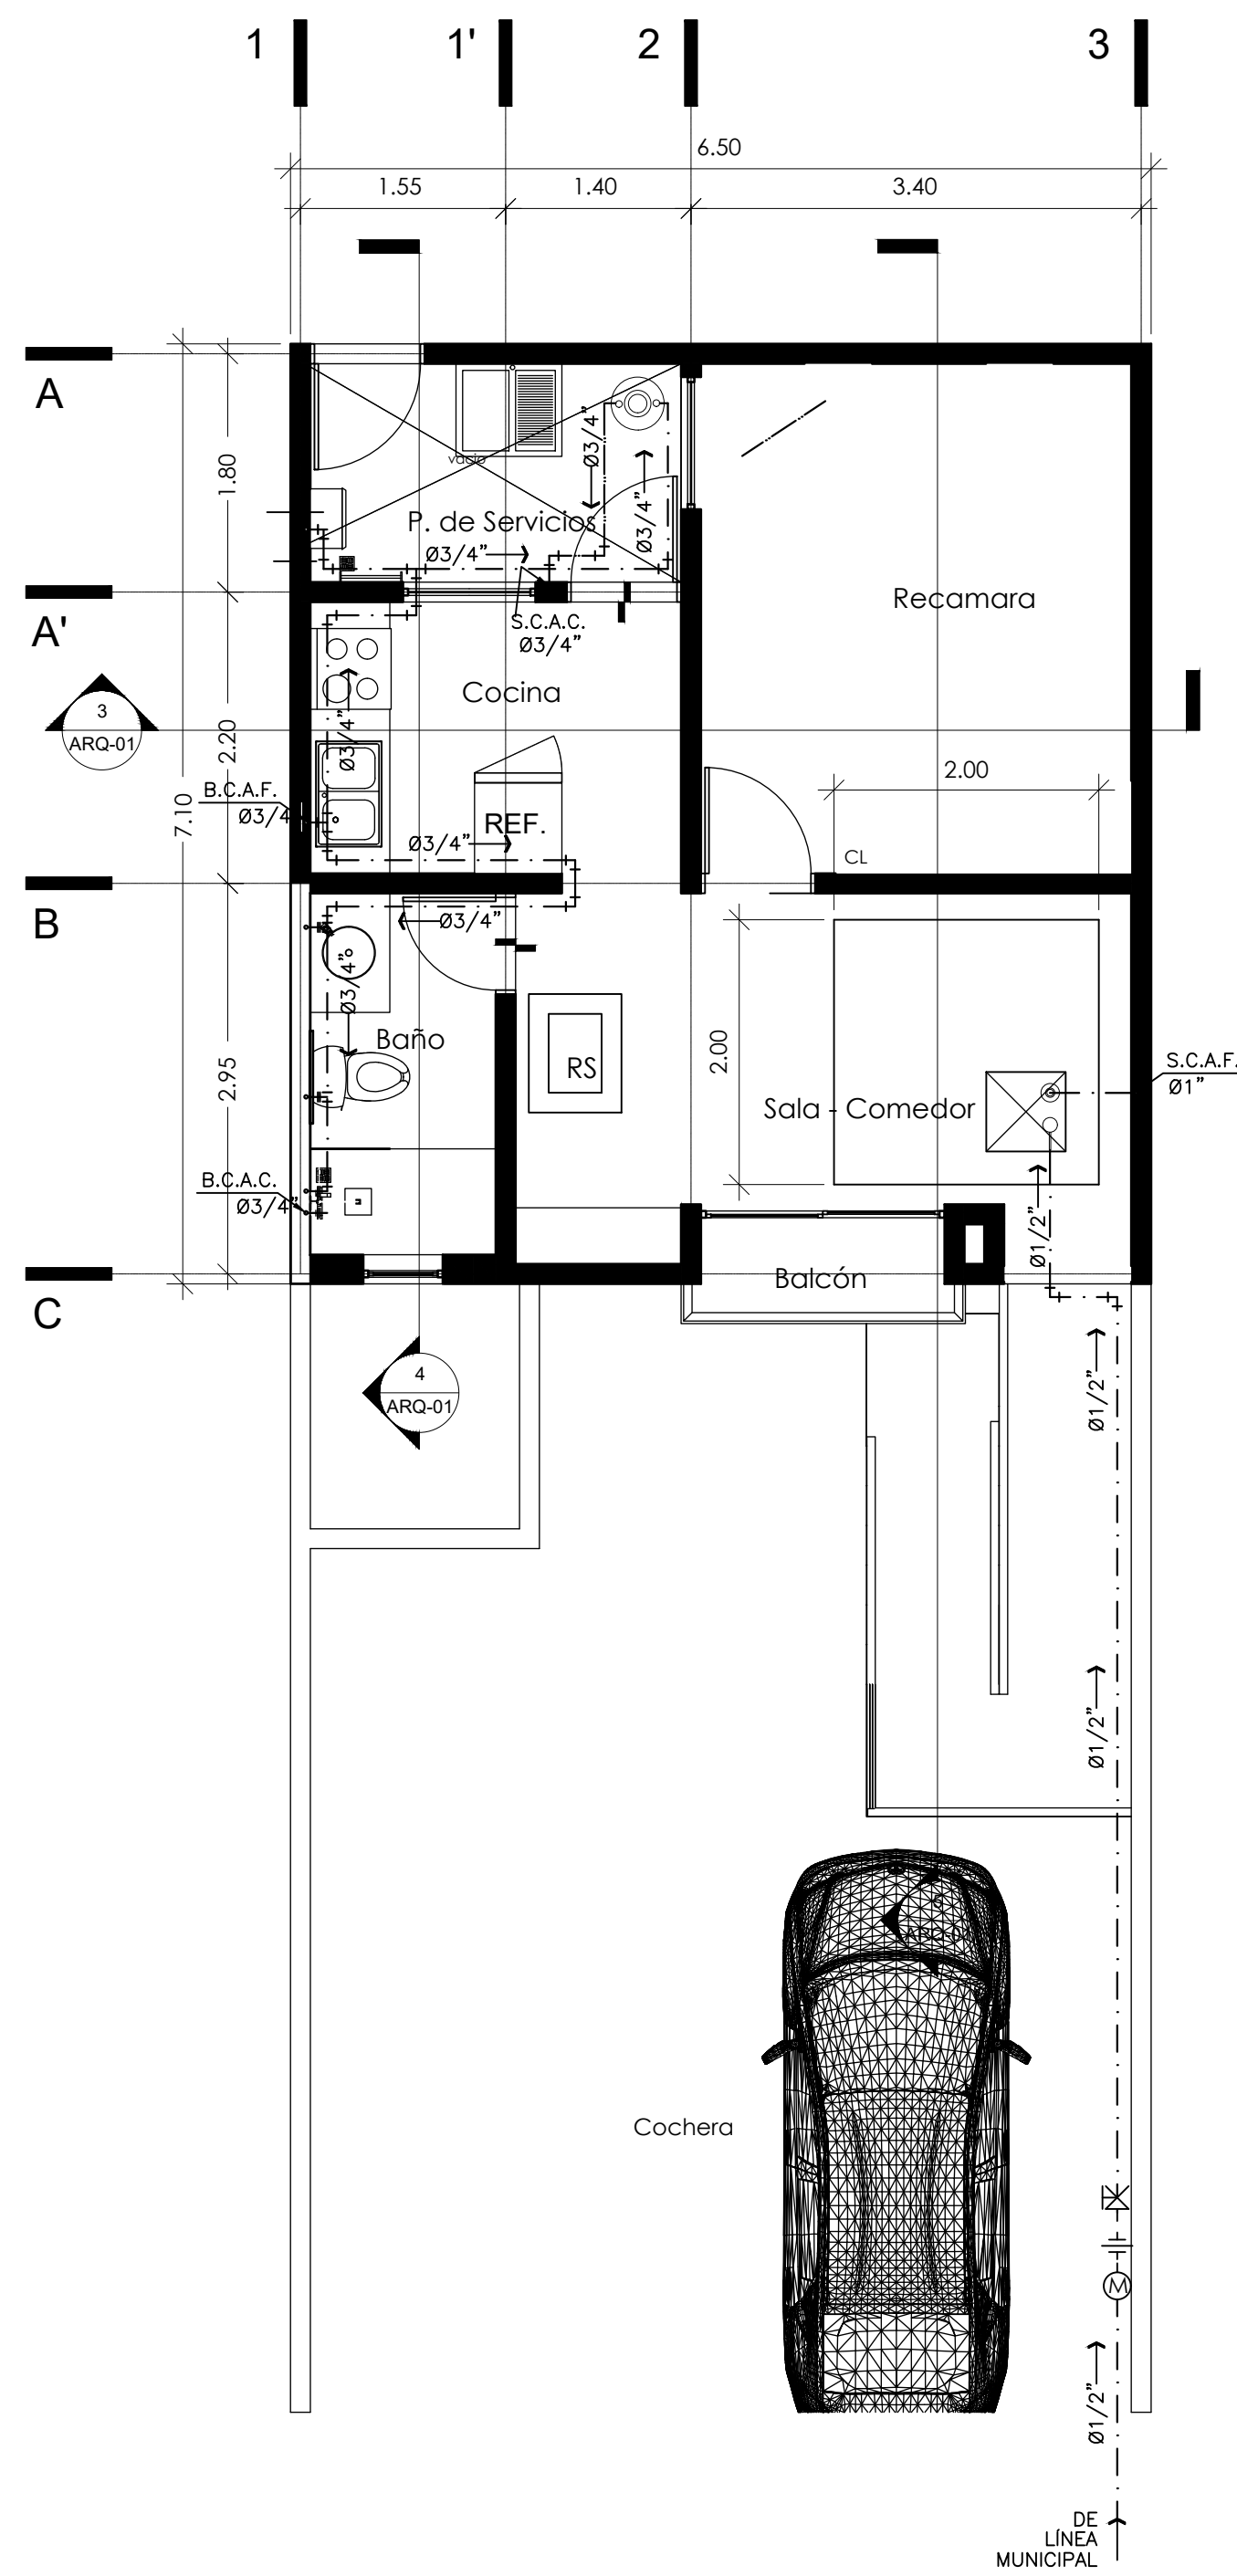 1
1'
2
3
6.50
1.55
1.40
3.40
A
1.80
vacio
Ø3/4"
Ø3/4"
P. de Servicios
Ø3/4"
A'
S.C.A.C.
Ø3/4"
Recamara
Cocina
3
ARQ-01
2.20
Ø3/4"
2.00
B.C.A.F.
Ø3/4"
7.10
REF.
Ø3/4"
CL
B
Ø3/4"
Ø3/4"
Baño
2.95
2.00
RS
S.C.A.F.
Ø1"
Sala - Comedor
B.C.A.C.
Ø3/4"
Ø1/2"
Balcón
C
4
ARQ-01
Ø1/2"
Ø1/2"
Cochera
M
Ø1/2"
DE
LÍNEA
MUNICIPAL